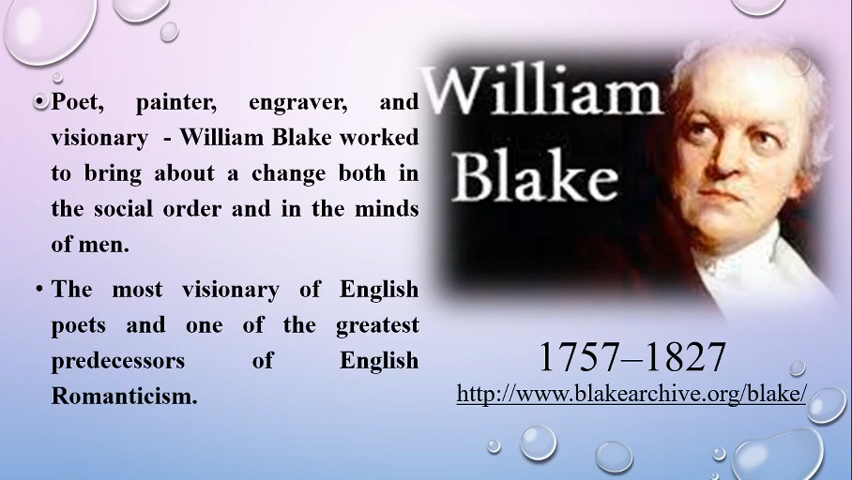 • Poet, painter, engraver, and
visionary - William Blake worked
to bring about a change both in
the social order and in the minds
of men.
• The most visionary of English
poets and one of the greatest
predecessors of English
Romanticism.
William
Blake
1757–1827
http://www.blakearchive.org/blake/